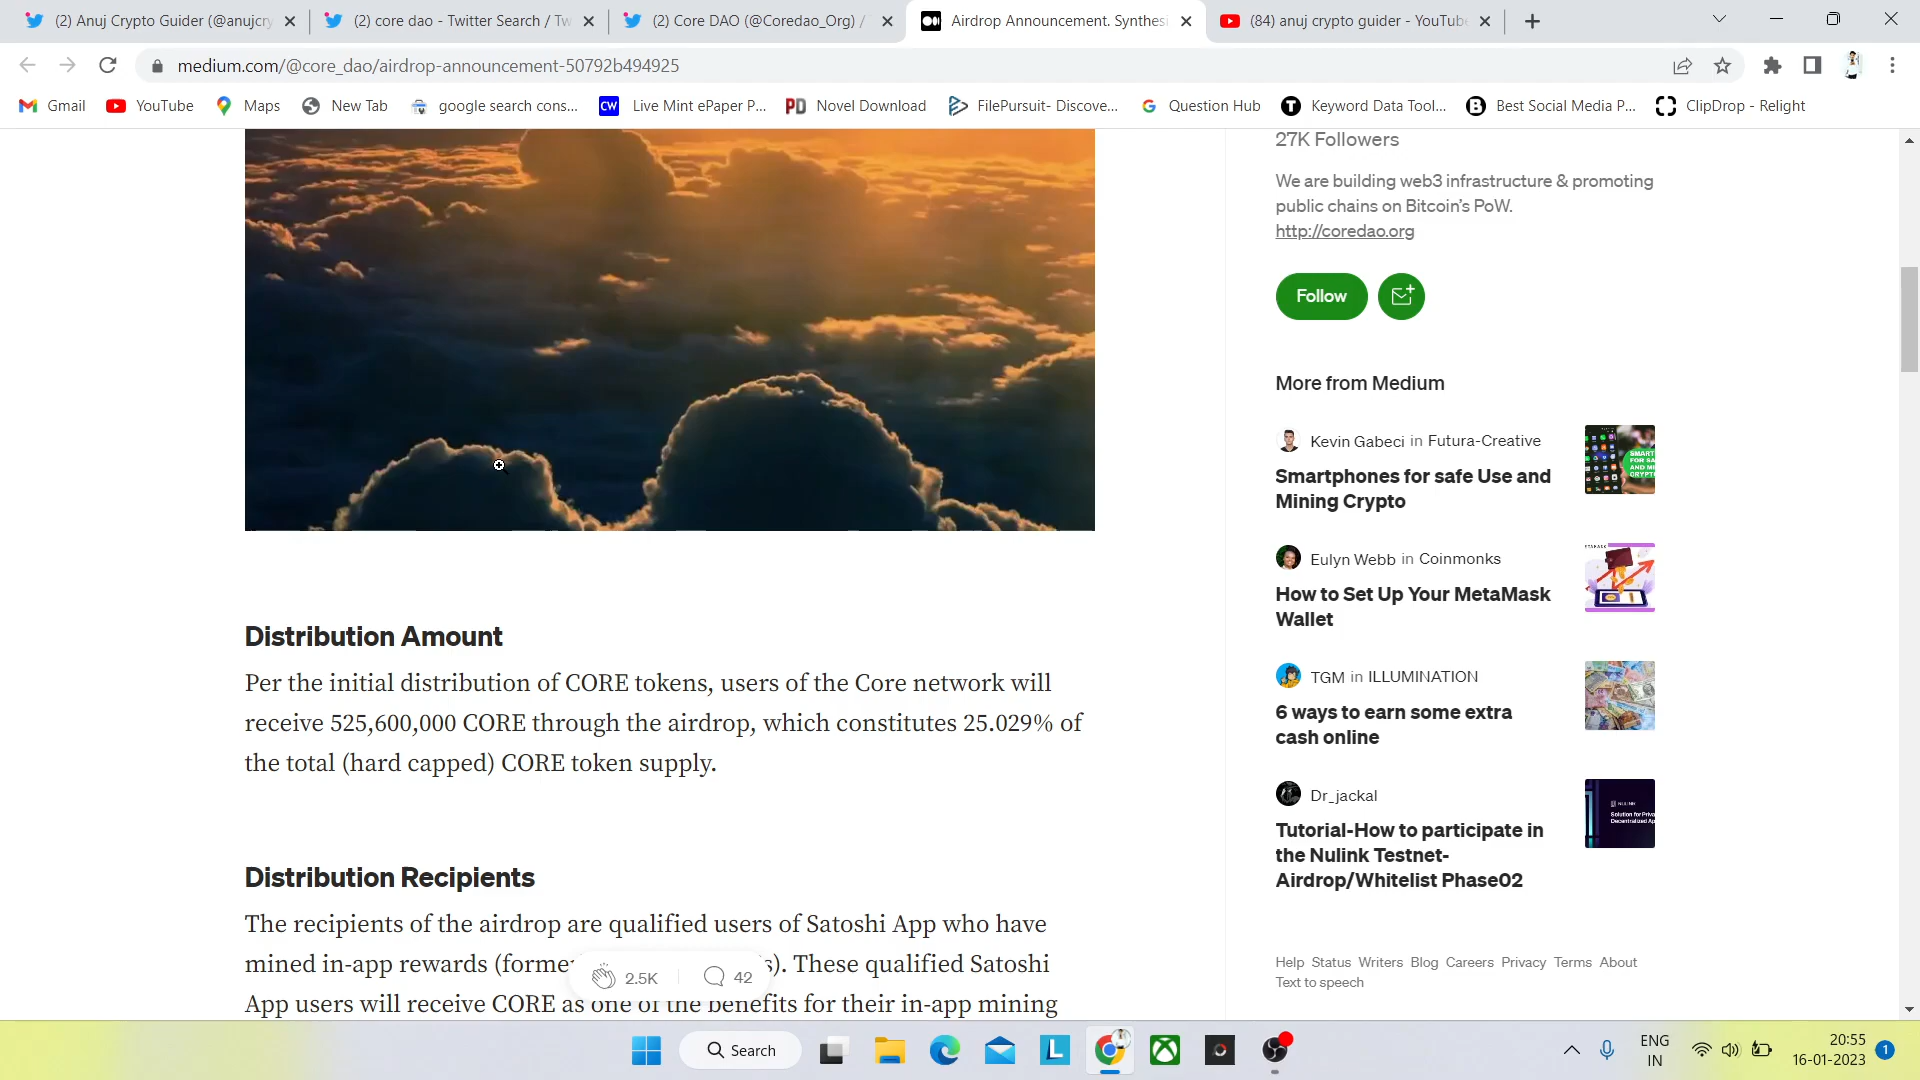 (2) Anuj Crypto Guider (@anujcry
(2) core dao - Twitter Search / Tw
(2) Core DAO (@Coredao_Org) / T
Airdrop Announcement. Synthesi
(84) anuj crypto guider - YouTube
medium.com/@core_dao/airdrop-announcement-50792b494925
Gmail
YouTube
Maps
New Tab
google search cons...
CW
Live Mint ePaper P...
PD
Novel Download
FilePursuit- Discove...
Question Hub
Keyword Data Tool...
Best Social Media P...
ClipDrop - Relight
Distribution Amount
Per the initial distribution of CORE tokens, users of the Core network will
receive 525,600,000 CORE through the airdrop, which constitutes 25.029% of
the total (hard capped) CORE token supply.
Distribution Recipients
The recipients of the airdrop are qualified users of Satoshi App who have
mined in-app rewards (forme s). These qualified Satoshi
App users will receive CORE as one of the benefits for their in-app mining
2.5K
42
27K Followers
We are building web3 infrastructure & promoting
public chains on Bitcoin's PoW.
http://coredao.org
Follow
More from Medium
Kevin Gabeci in Futura-Creative
Smartphones for safe Use and
Mining Crypto
Eulyn Webb in Coinmonks
How to Set Up Your MetaMask
Wallet
TGM in ILLUMINATION
6 ways to earn some extra
cash online
Dr_jackal
Tutorial-How to participate in
the Nulink Testnet-
Airdrop/Whitelist Phase02
Help Status Writers Blog Careers Privacy Terms About
Text to speech
Search
ENG
IN
20:55
16-01-2023
1